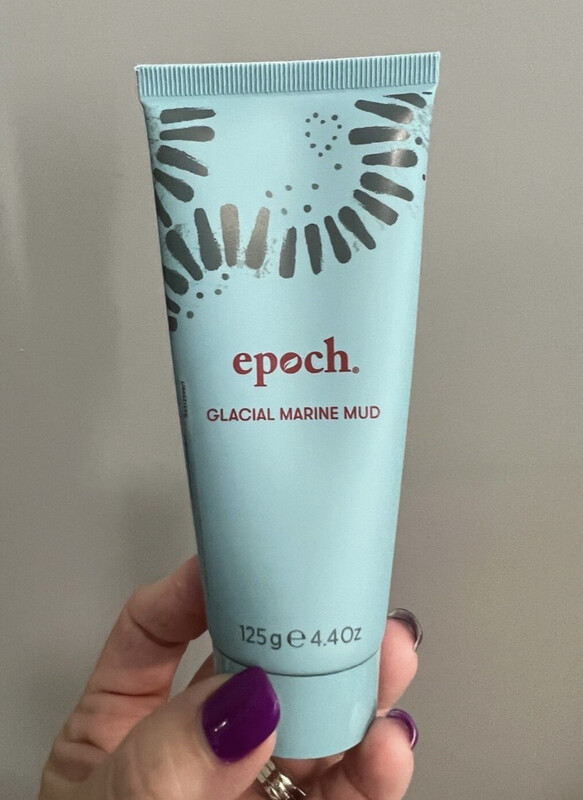 epoch®
GLACIAL MARINE MUD
125g ℮ 4.4Oz